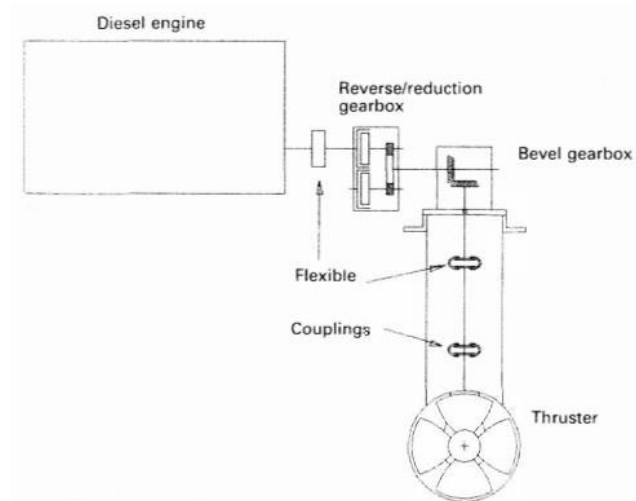 Diesel engine
Reverse/reduction
gearbox
Bevel gearbox
Flexible
Couplings
Thruster